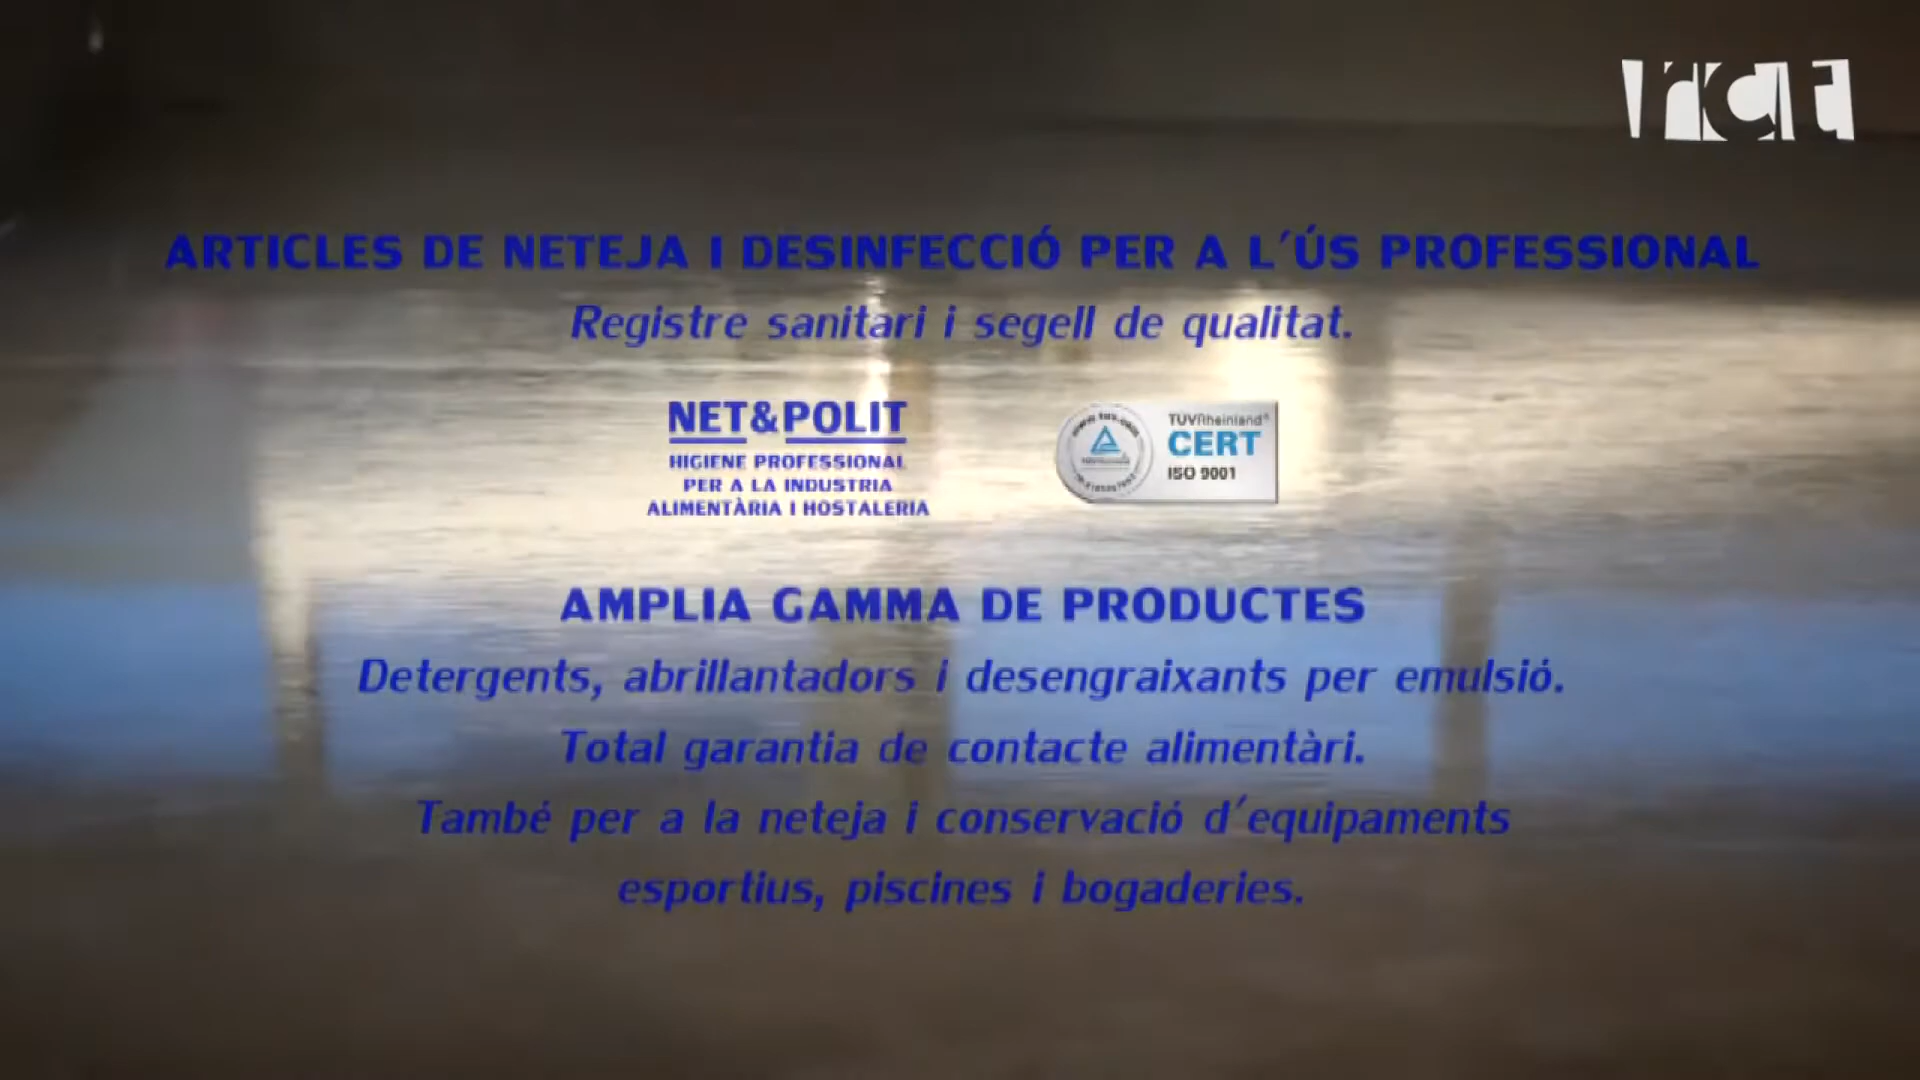 ARTICLES DE NETEJA I DESINFECCIÓ PER A L´ÚS PROFESSIONAL
Registre sanitari i segell de qualitat.
NET&POLIT
HIGIENE PROFESSIONAL
PER A LA INDUSTRIA
ALIMENTÀRIA I HOSTALERIA
TÜVRheinland®
CERT
ISO 9001
AMPLIA GAMMA DE PRODUCTES
Detergents, abrillantadors i desengraixants per emulsió.
Total garantia de contacte alimentàri.
També per a la neteja i conservació d´equipaments
esportius, piscines i bogaderies.